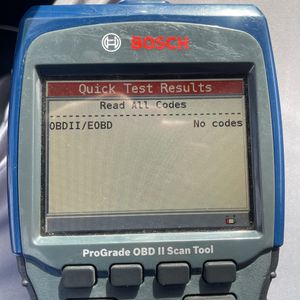 BOSCH
Quick Test Results
Read All Codes
OBDII/EOBD No codes
ProGrade OBD II Scan Tool